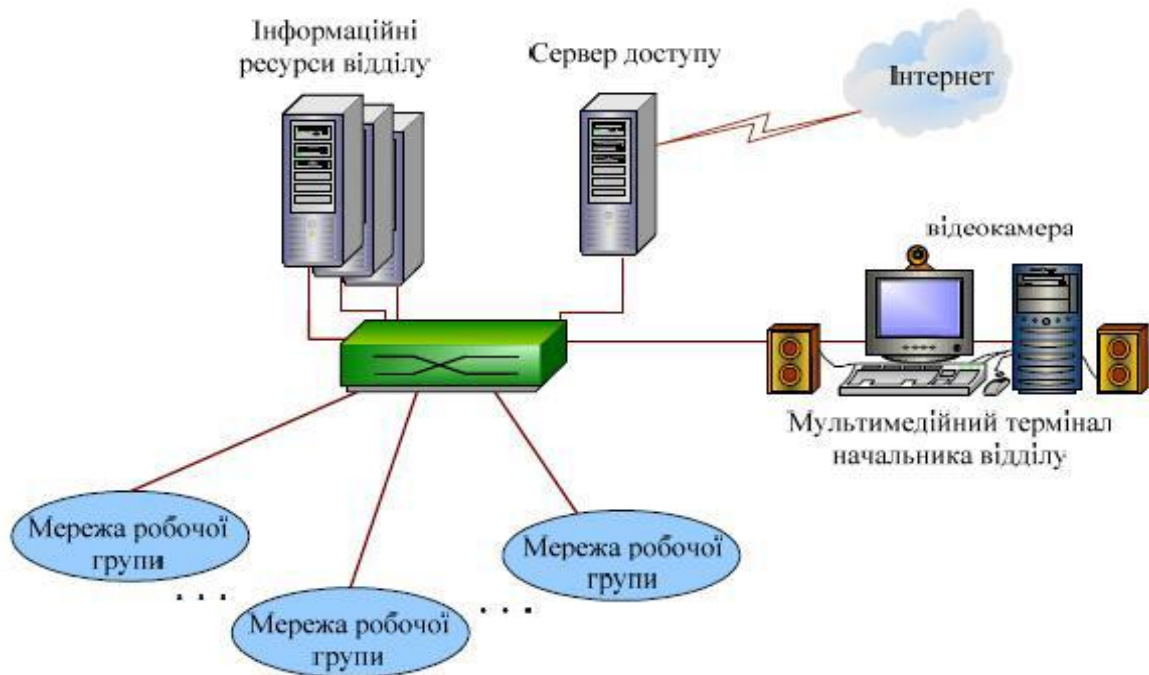 Інформаційні
ресурси відділу
Сервер доступу
Інтернет
відеокамера
Мультимедійний термінал
начальника відділу
Мережа робочої
групи
. . .
Мережа робочої
групи
. . .
Мережа робочої
групи